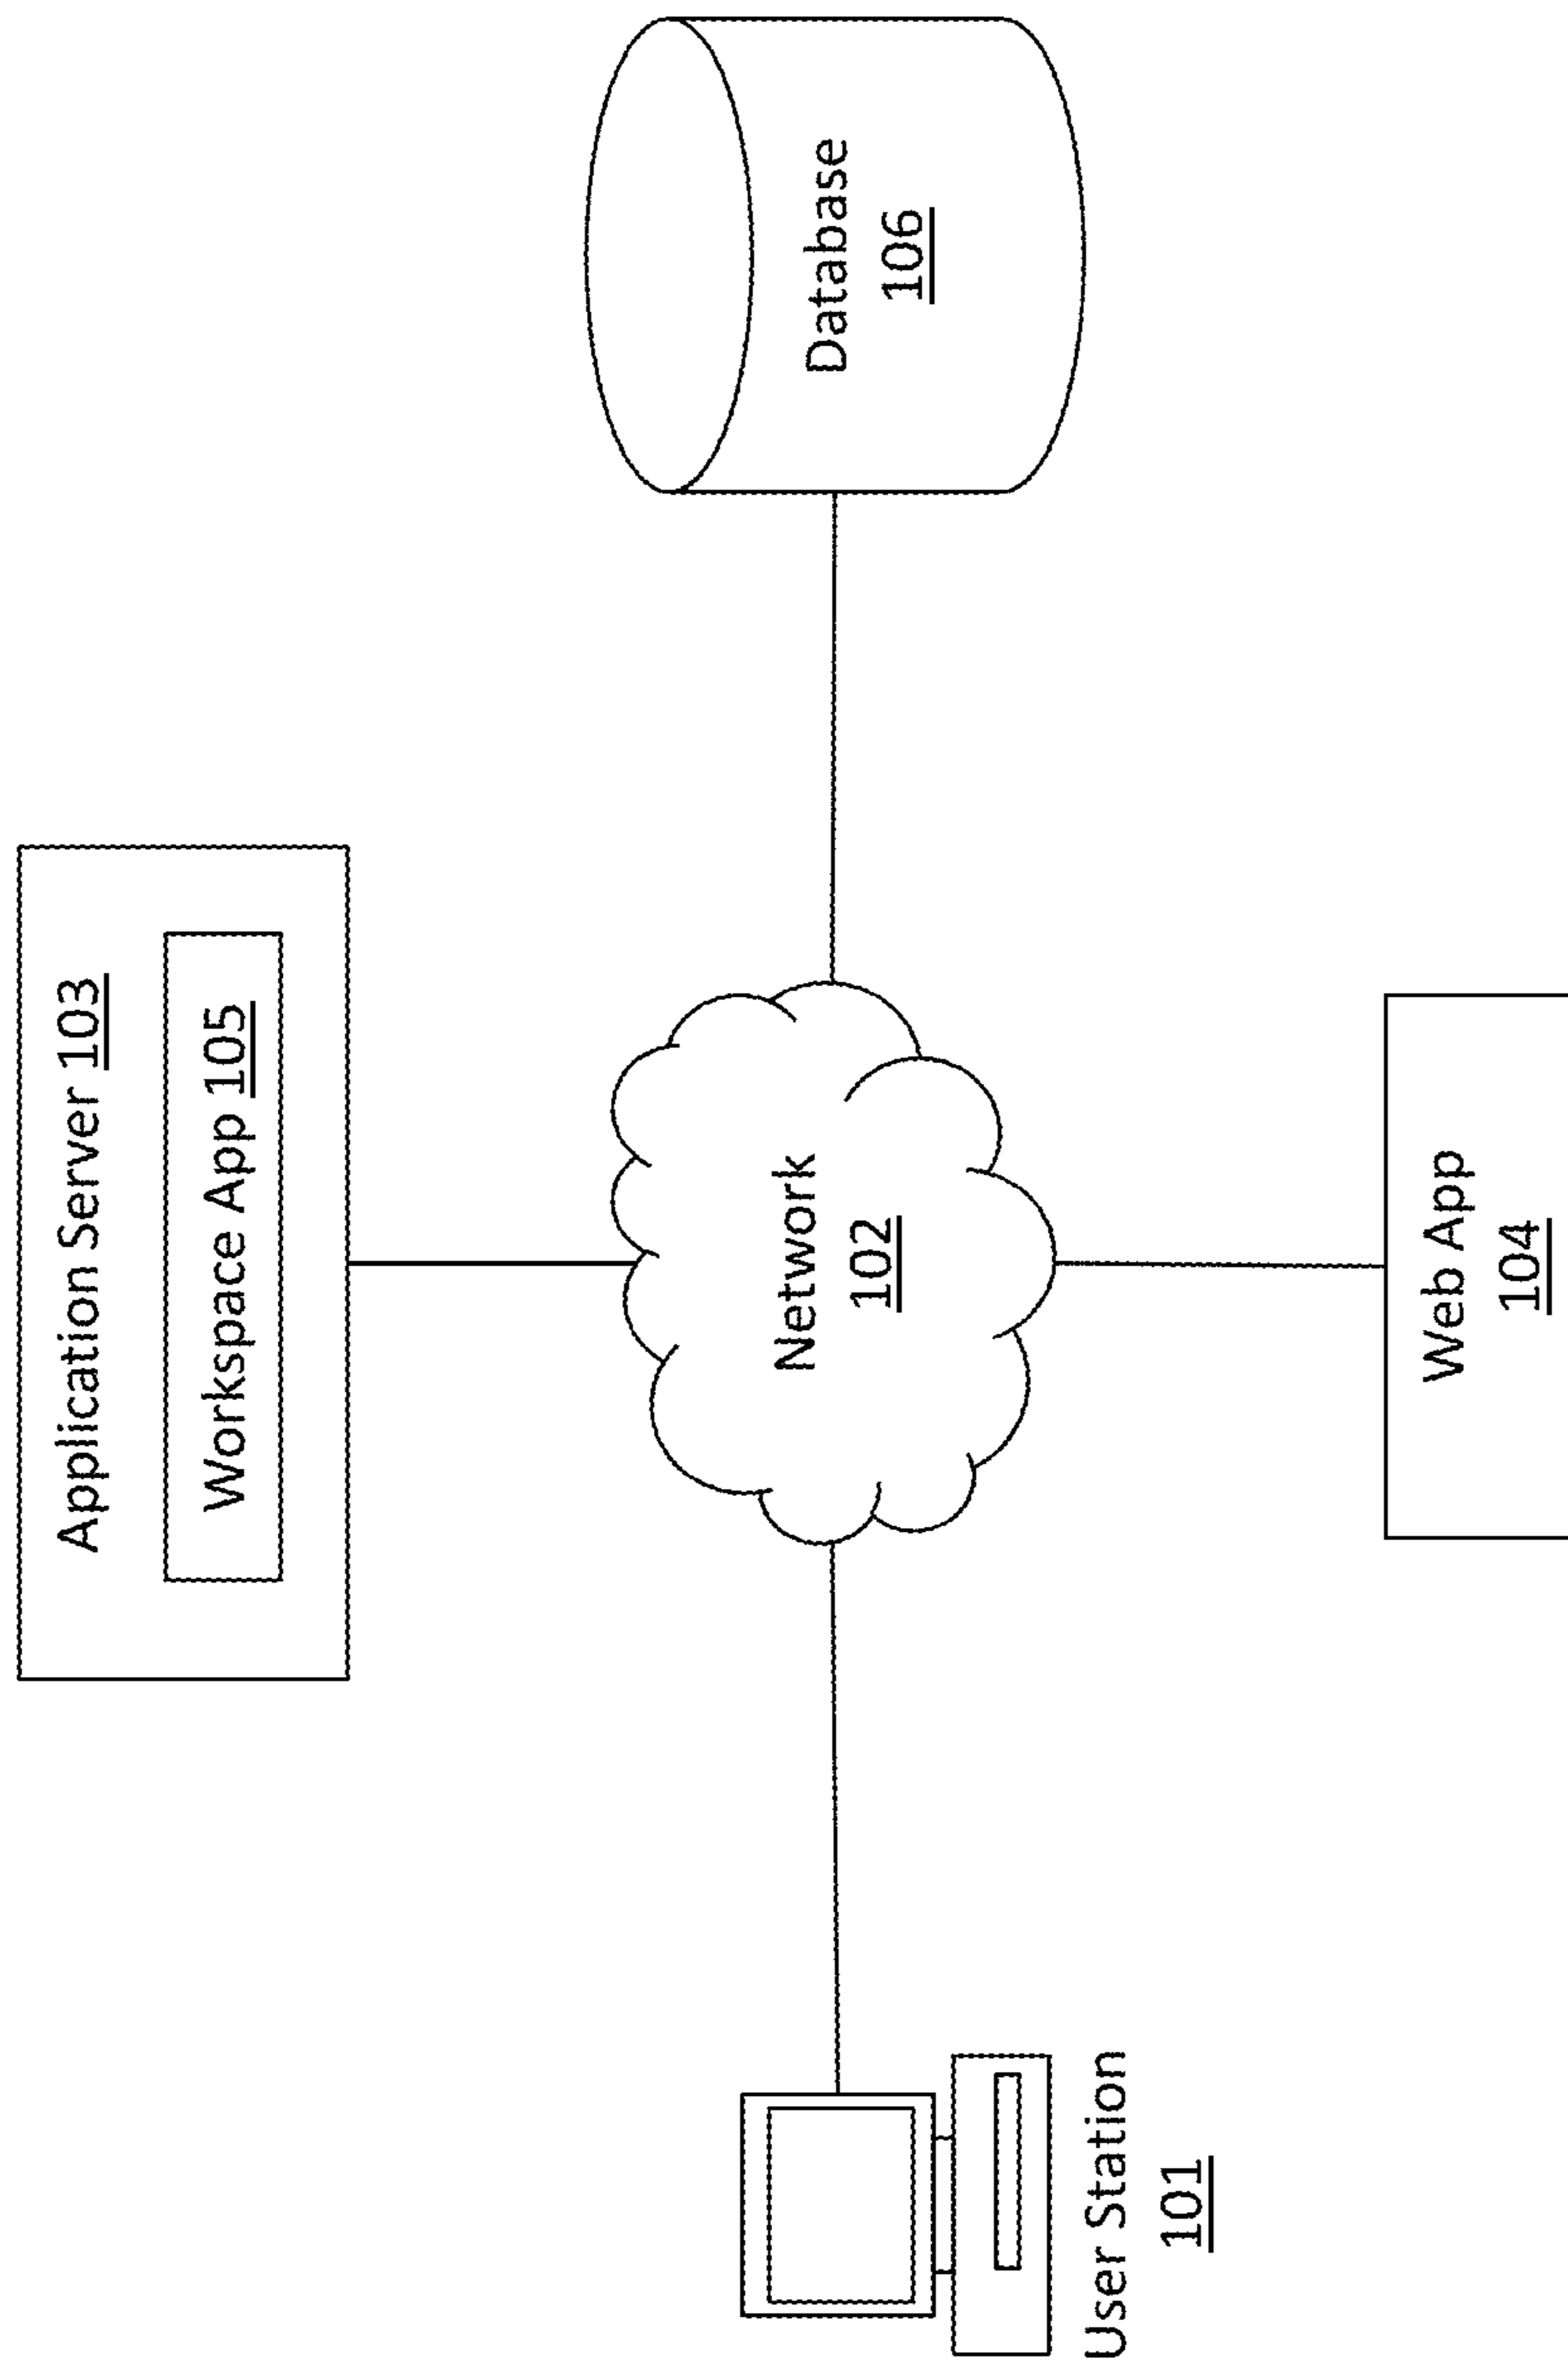 Application Server 103
Workspace App 105
Network
102
Database
106
User Station
101
Web App
104